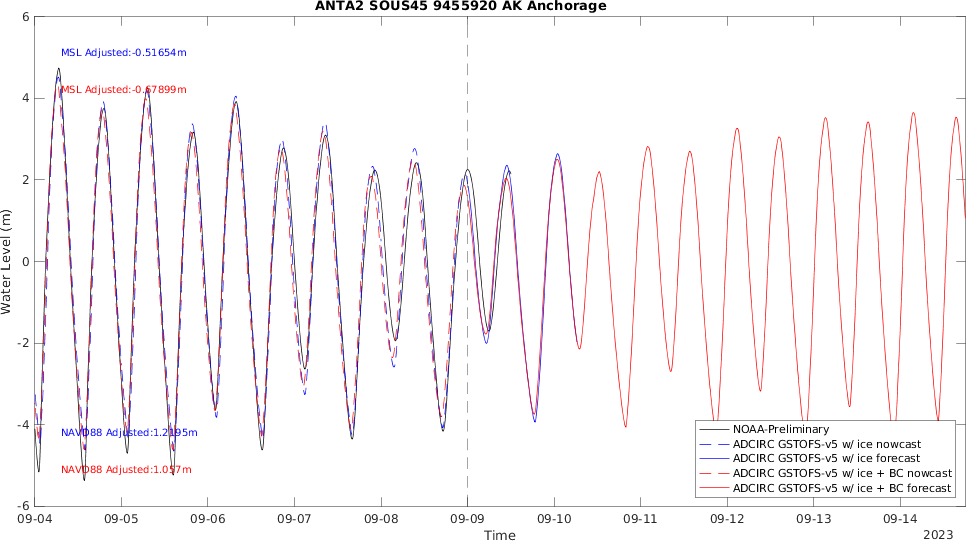 ANTA2 SOUS45 9455920 AK Anchorage
6
4
2
0
-2
-4
-6
Water Level (m)
MSL Adjusted:-0.51654m
MSL Adjusted:-0.67899m
NAVD88 Adjusted:1.2195m
NAVD88 Adjusted:1.057m
NOAA-Preliminary
ADCIRC GSTOFS-v5 w/ ice nowcast
ADCIRC GSTOFS-v5 w/ ice forecast
ADCIRC GSTOFS-v5 w/ ice + BC nowcast
ADCIRC GSTOFS-v5 w/ ice + BC forecast
09-04 09-05 09-06 09-07 09-08 09-09 09-10 09-11 09-12 09-13 09-14
Time
2023